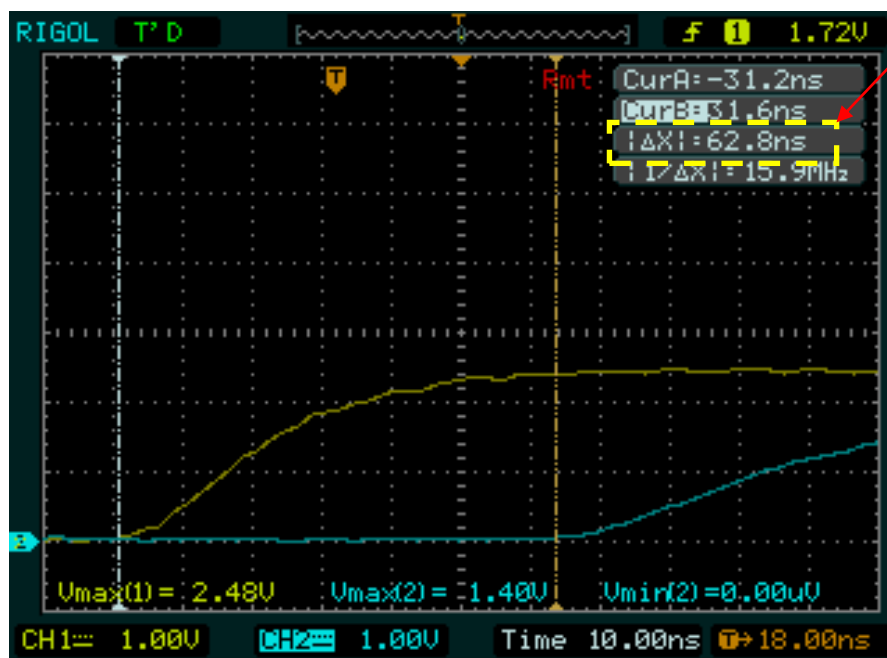 RIGOL T'D T f 1 1.72V
T Rmt CurA:-31.2ns
CurB:31.6ns
|ΔX|:62.8ns
|1/ΔX|:15.9MHz
Vmax(1)=2.48V Vmax(2)=1.40V Vmin(2)=0.00uV
CH1 1.00V CH2 1.00V Time 10.00ns T→18.00ns